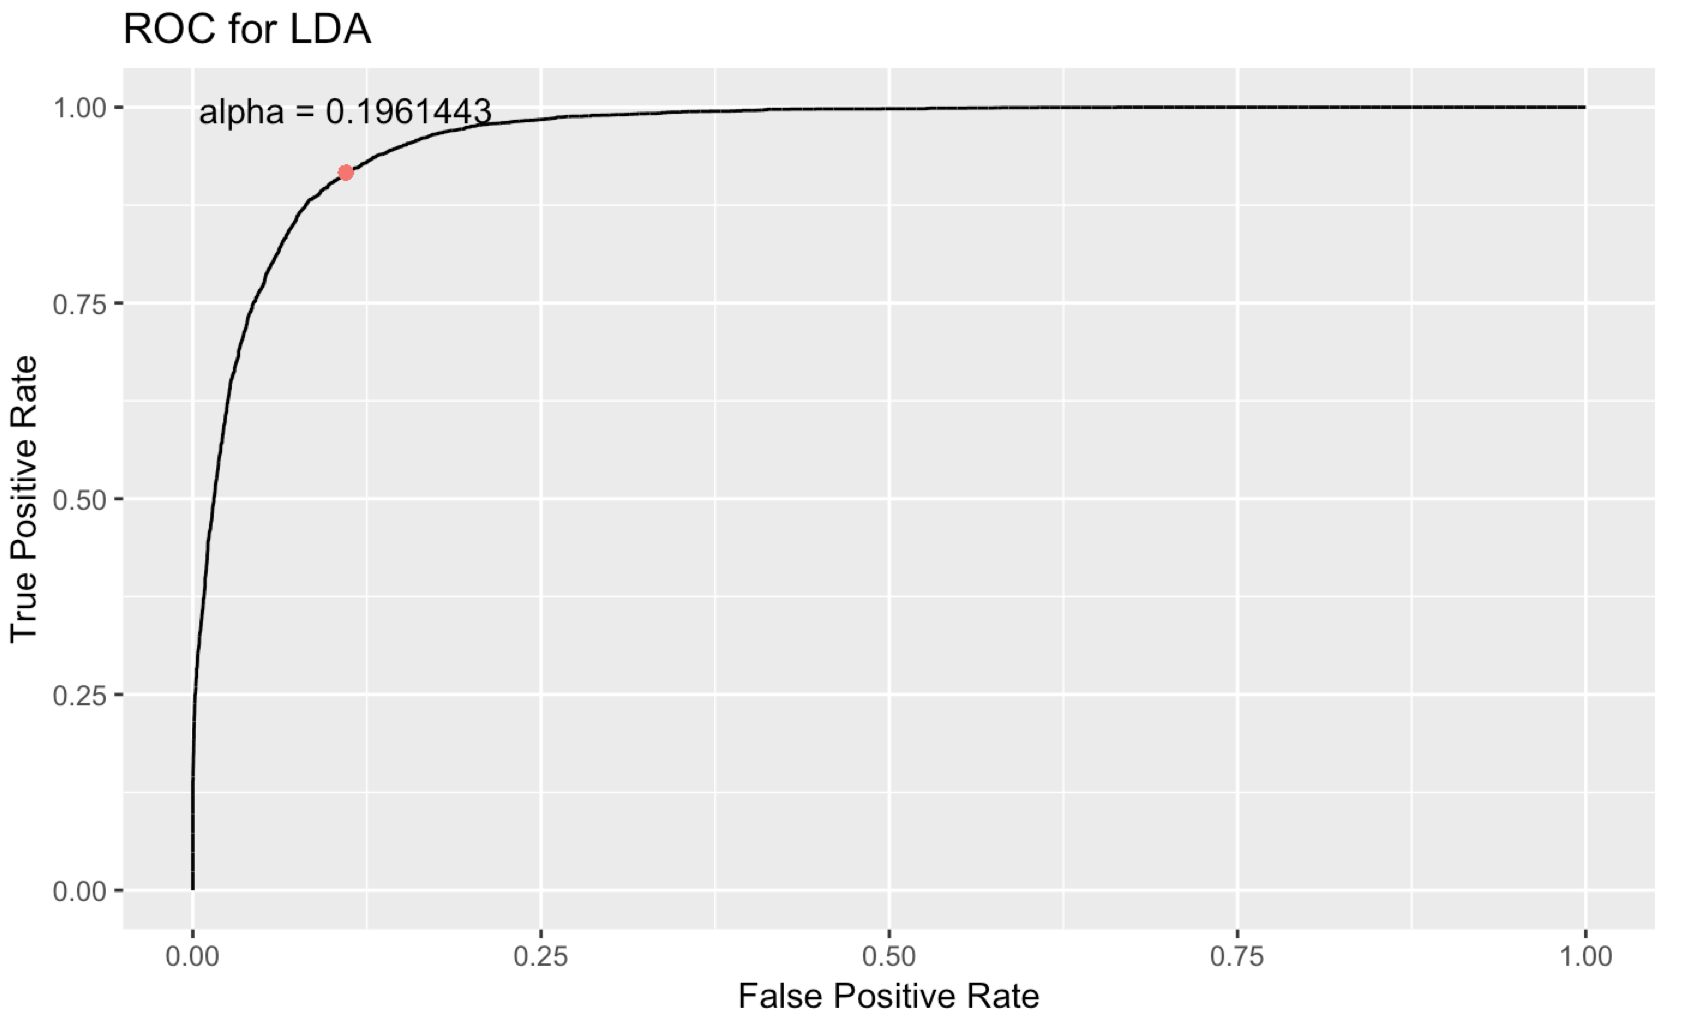 ROC for LDA
alpha = 0.1961443
1.00
0.75
0.50
0.25
0.00
True Positive Rate
0.00 0.25 0.50 0.75 1.00
False Positive Rate